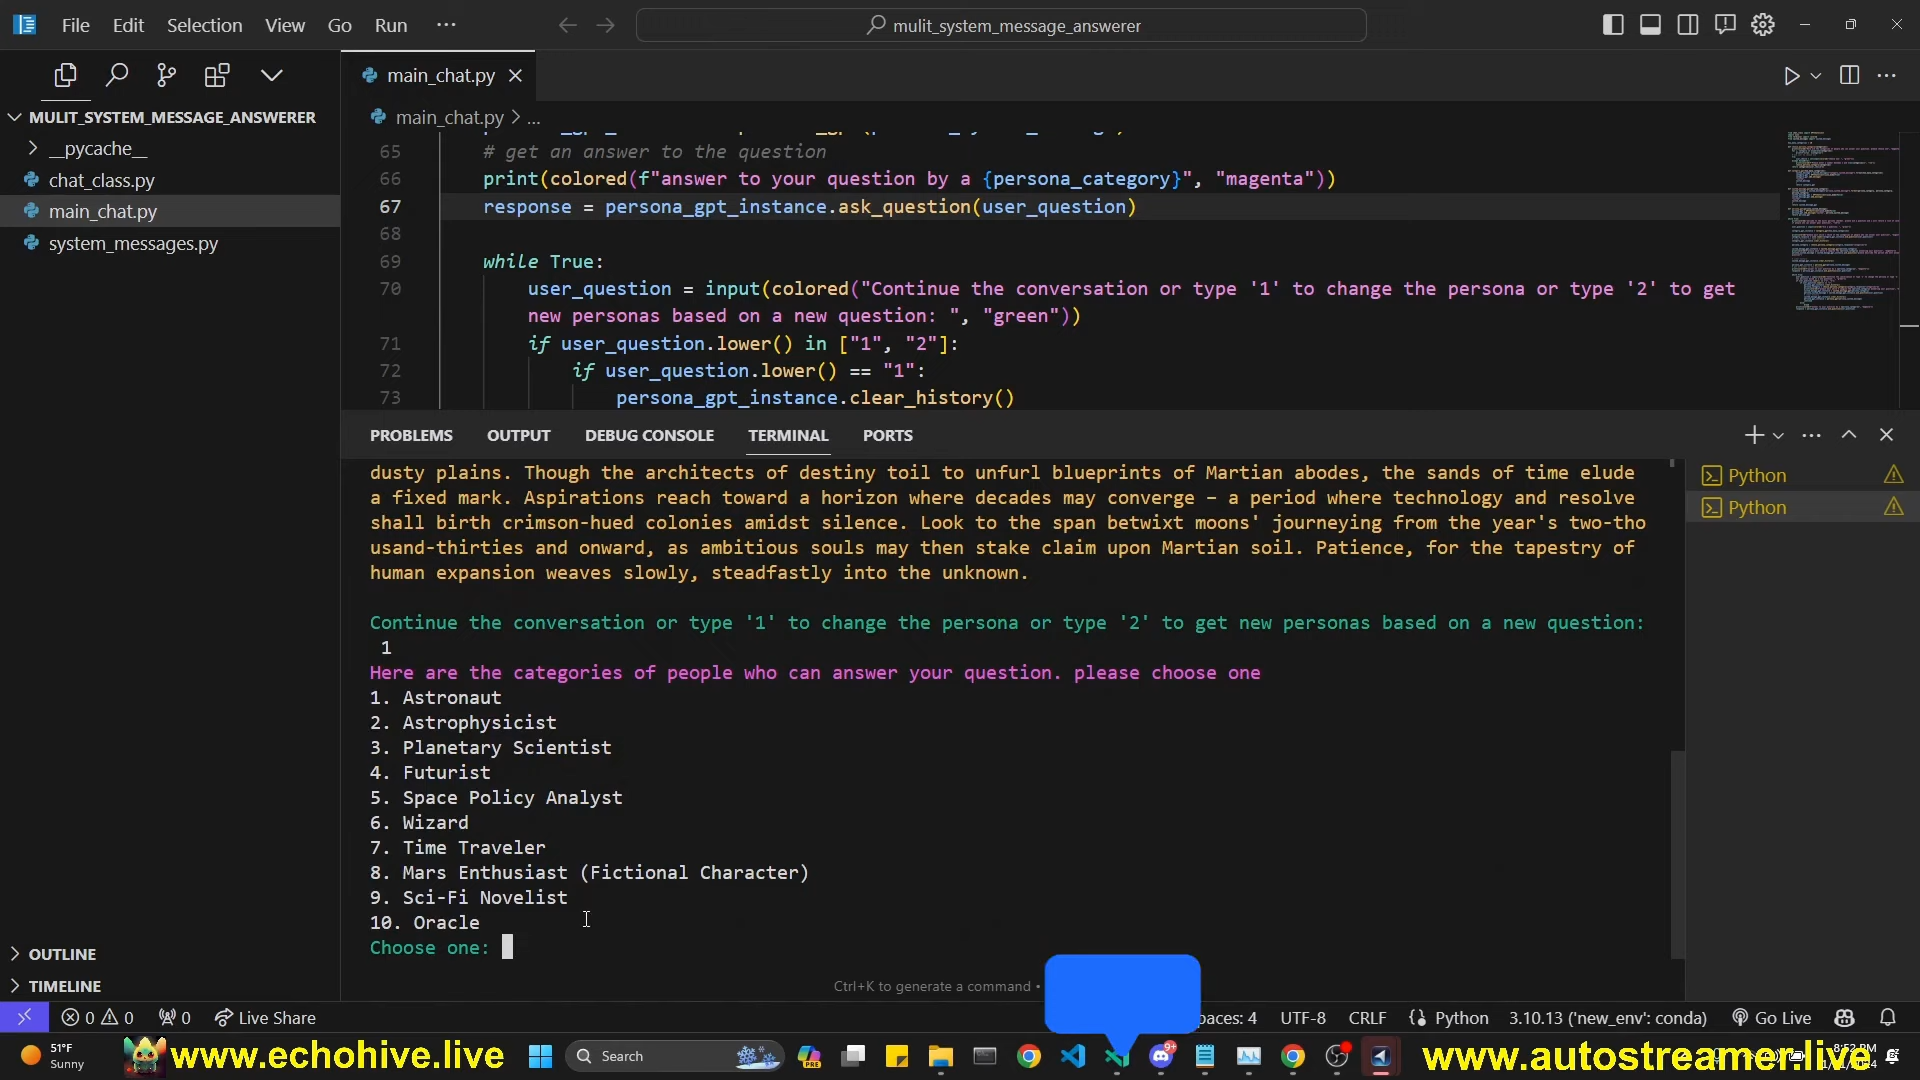 File Edit Selection View Go Run ···
mulit_system_message_answerer
main_chat.py
MULIT_SYSTEM_MESSAGE_ANSWERER
main_chat.py > ...
__pycache__
chat_class.py
main_chat.py
system_messages.py
65 # get an answer to the question
66 print(colored(f"answer to your question by a {persona_category}", "magenta"))
67 response = persona_gpt_instance.ask_question(user_question)
68
69 while True:
70 user_question = input(colored("Continue the conversation or type '1' to change the persona or type '2' to get
new personas based on a new question: ", "green"))
71 if user_question.lower() in ["1", "2"]:
72 if user_question.lower() == "1":
73 persona_gpt_instance.clear_history()
PROBLEMS OUTPUT DEBUG CONSOLE TERMINAL PORTS
dusty plains. Though the architects of destiny toil to unfurl blueprints of Martian abodes, the sands of time elude
a fixed mark. Aspirations reach toward a horizon where decades may converge – a period where technology and resolve
shall birth crimson-hued colonies amidst silence. Look to the span betwixt moons' journeying from the year's two-tho
usand-thirties and onward, as ambitious souls may then stake claim upon Martian soil. Patience, for the tapestry of
human expansion weaves slowly, steadfastly into the unknown.
Continue the conversation or type '1' to change the persona or type '2' to get new personas based on a new question:
1
Here are the categories of people who can answer your question. please choose one
1. Astronaut
2. Astrophysicist
3. Planetary Scientist
4. Futurist
5. Space Policy Analyst
6. Wizard
7. Time Traveler
8. Mars Enthusiast (Fictional Character)
9. Sci-Fi Novelist
10. Oracle
Choose one:
Python
Python
Ctrl+K to generate a command •
OUTLINE
TIMELINE
0 0 0 Live Share
paces: 4 UTF-8 CRLF Python 3.10.13 ('new_env': conda) Go Live
51°F
Sunny
www.echohive.live
Search
PRE
9+
www.autostreamer.live
8:52 PM